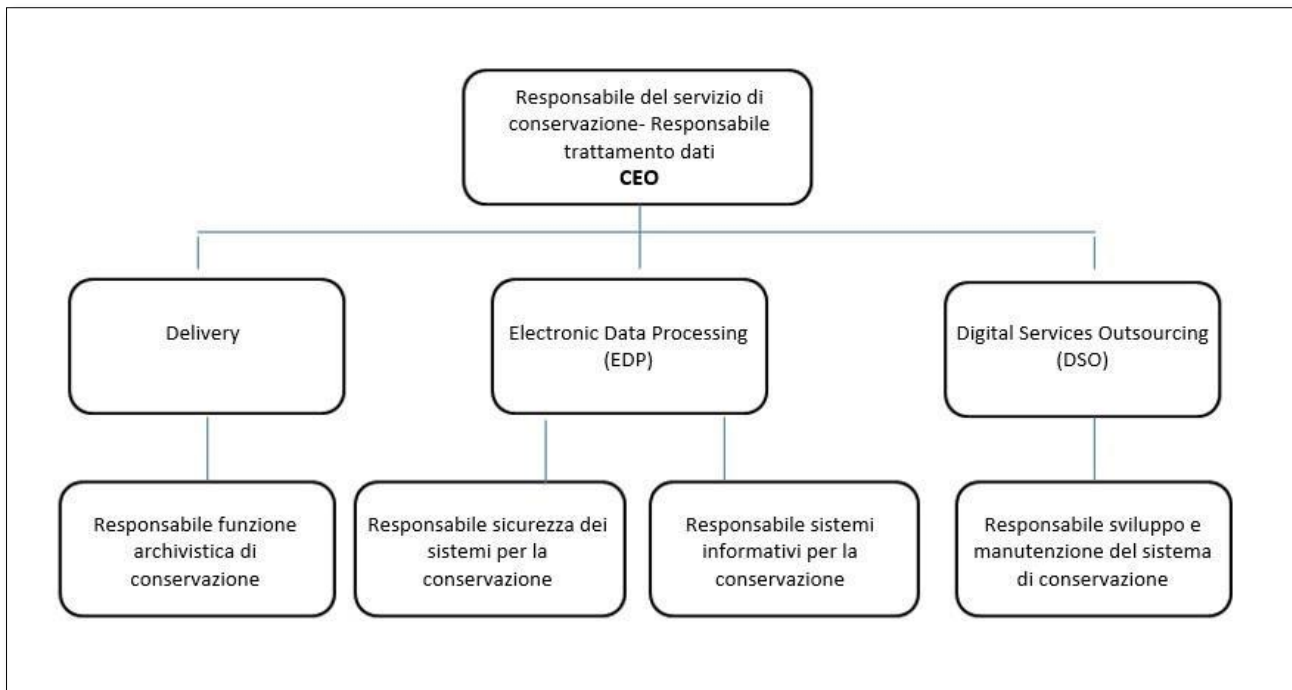 Responsabile del servizio di
conservazione- Responsabile
trattamento dati
CEO
Delivery
Electronic Data Processing
(EDP)
Digital Services Outsourcing
(DSO)
Responsabile funzione
archivistica di
conservazione
Responsabile sicurezza dei
sistemi per la
conservazione
Responsabile sistemi
informativi per la
conservazione
Responsabile sviluppo e
manutenzione del sistema
di conservazione